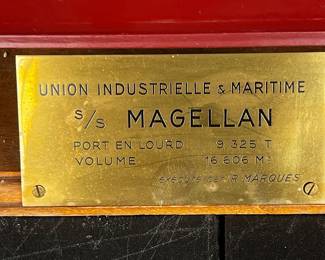 UNION INDUSTRIELLE & MARITIME
S/S MAGELLAN
PORT EN LOURD 9 325 T
VOLUME 16.606 M³
R. MARQUES